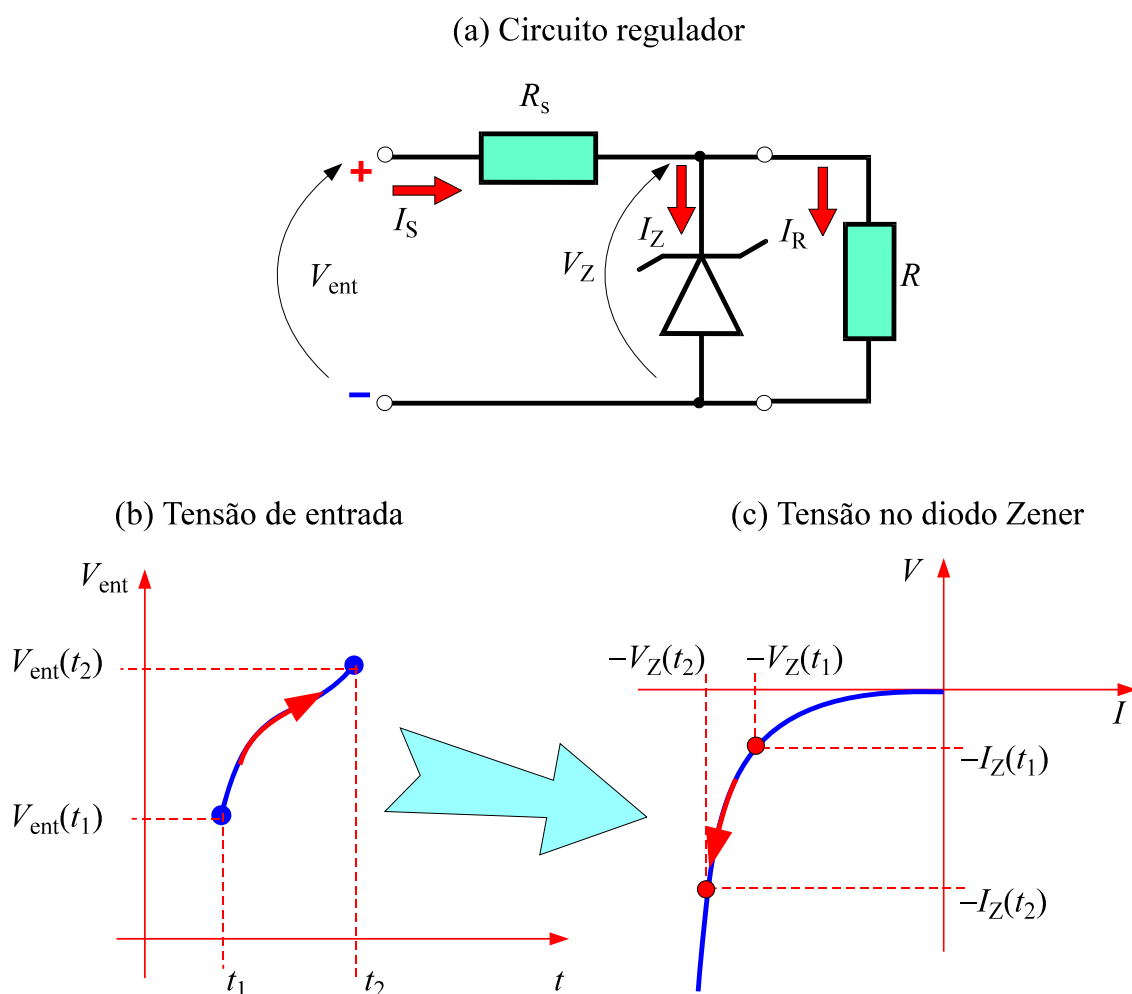 (a) Circuito regulador
Rs
+
IS
IZ
IR
Vent
VZ
R
−
(b) Tensão de entrada
(c) Tensão no diodo Zener
Vent
V
Vent(t2)
−VZ(t2)
−VZ(t1)
I
−IZ(t1)
Vent(t1)
−IZ(t2)
t1
t2
t